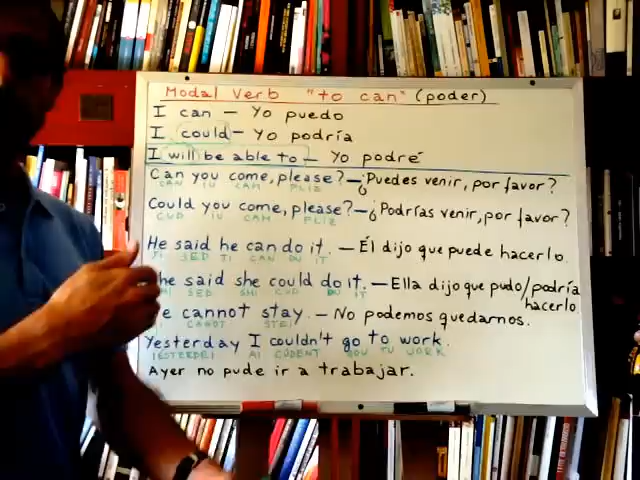 Modal Verb "to can" (poder)
I can — Yo puedo
I could — Yo podría
I will be able to — Yo podré
Can you come, please? — ¿Puedes venir, por favor?
CAN IU CAM PLIZ
Could you come, please? — ¿Podrías venir, por favor?
CUD IU CAM PLIZ
He said he can do it. — Él dijo que puede hacerlo.
JI SED JI CAN DU IT
he said she could do it. — Ella dijo que pudo/podría hacerlo
SED SHI CUD DU IT
e cannot stay. — No podemos quedarnos.
CANOT STEI
Yesterday I couldn't go to work.
IESTERDEI AI CUDENT GOU TU WORK
Ayer no pude ir a trabajar.